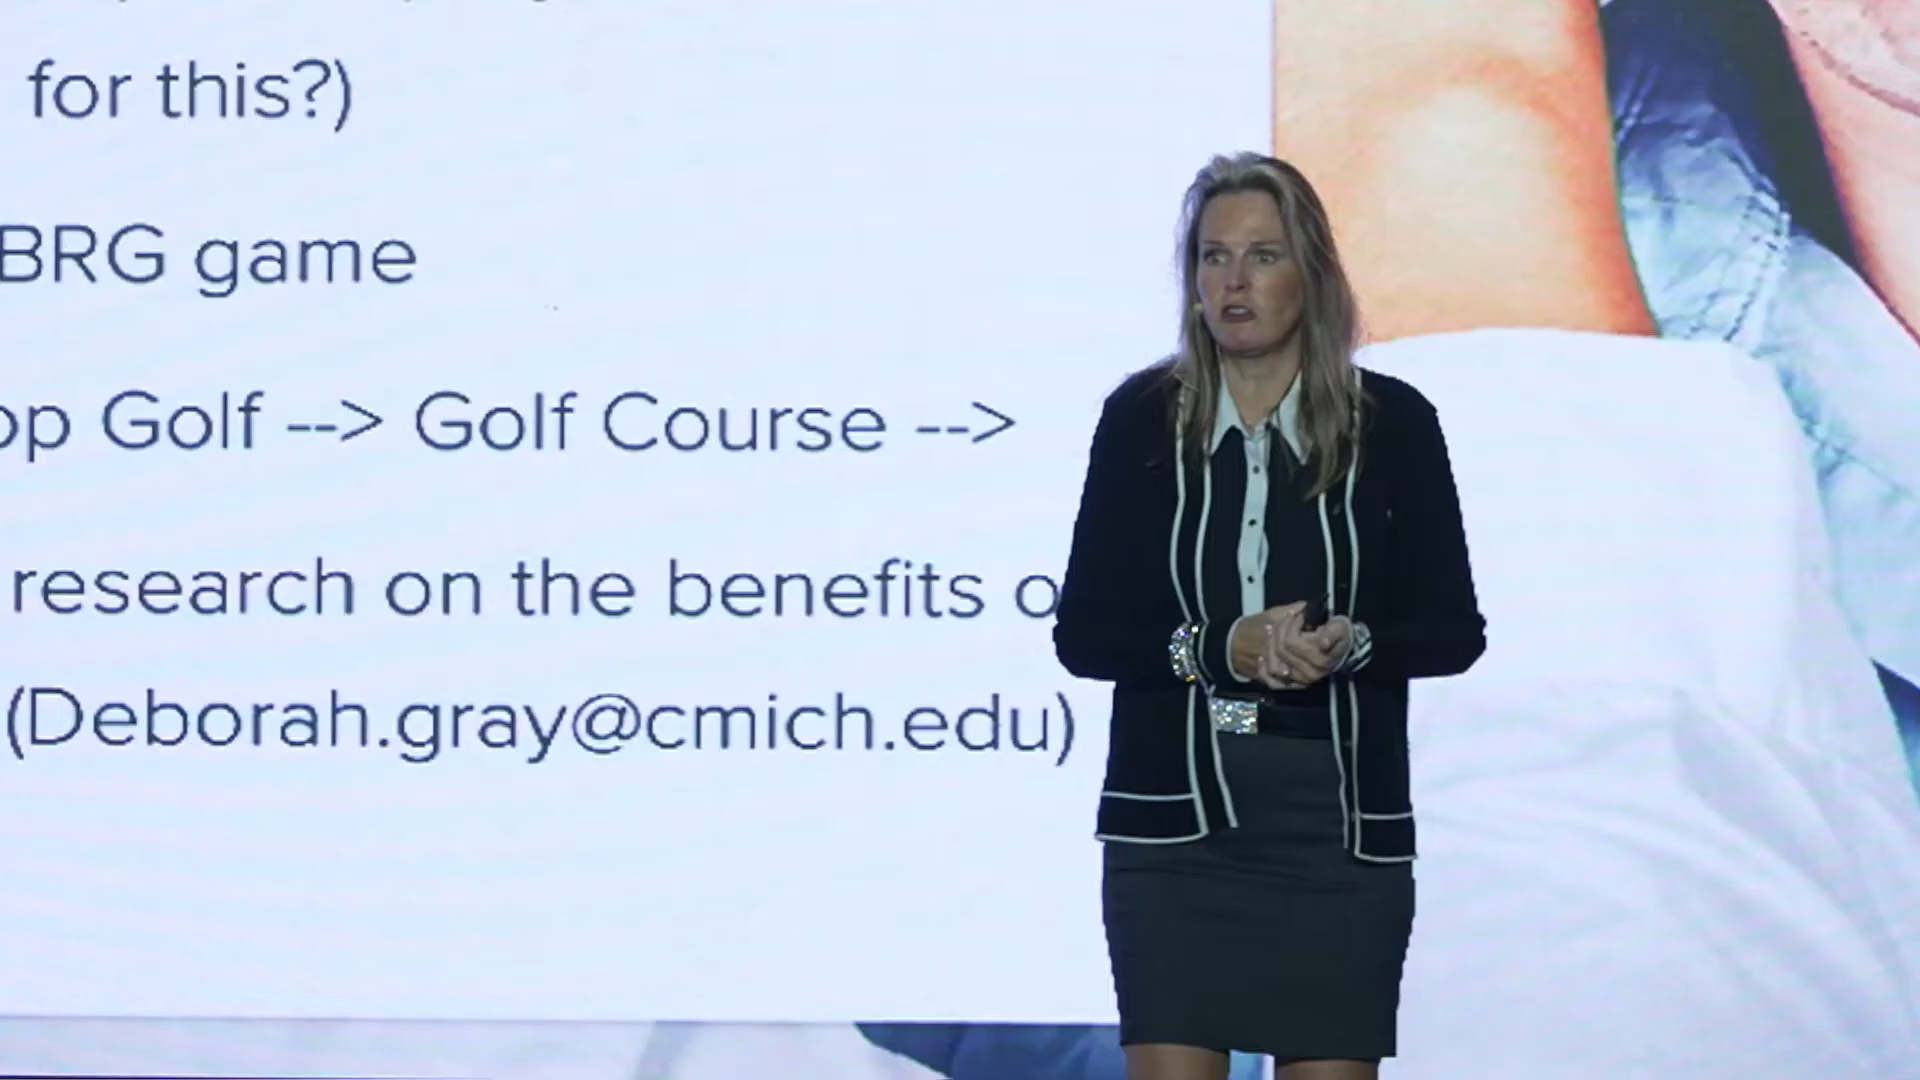 for this?)
BRG game
op Golf --> Golf Course -->
research on the benefits o
(Deborah.gray@cmich.edu)